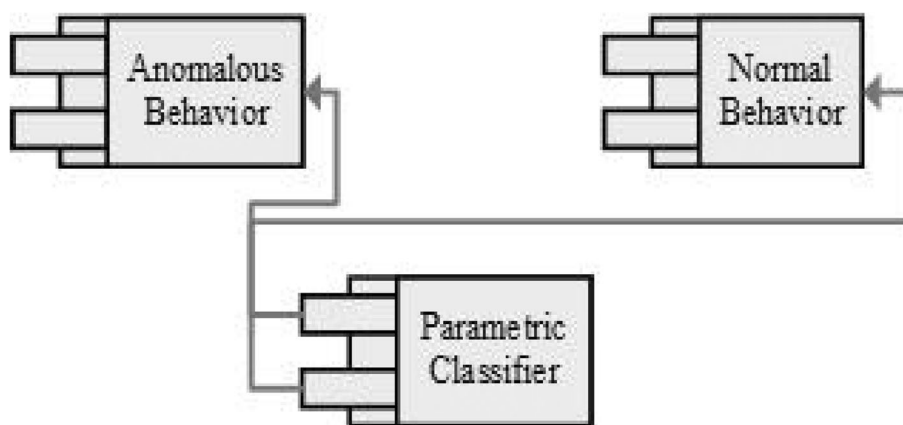 Anomalous
Behavior
Normal
Behavior
Parametric
Classifier